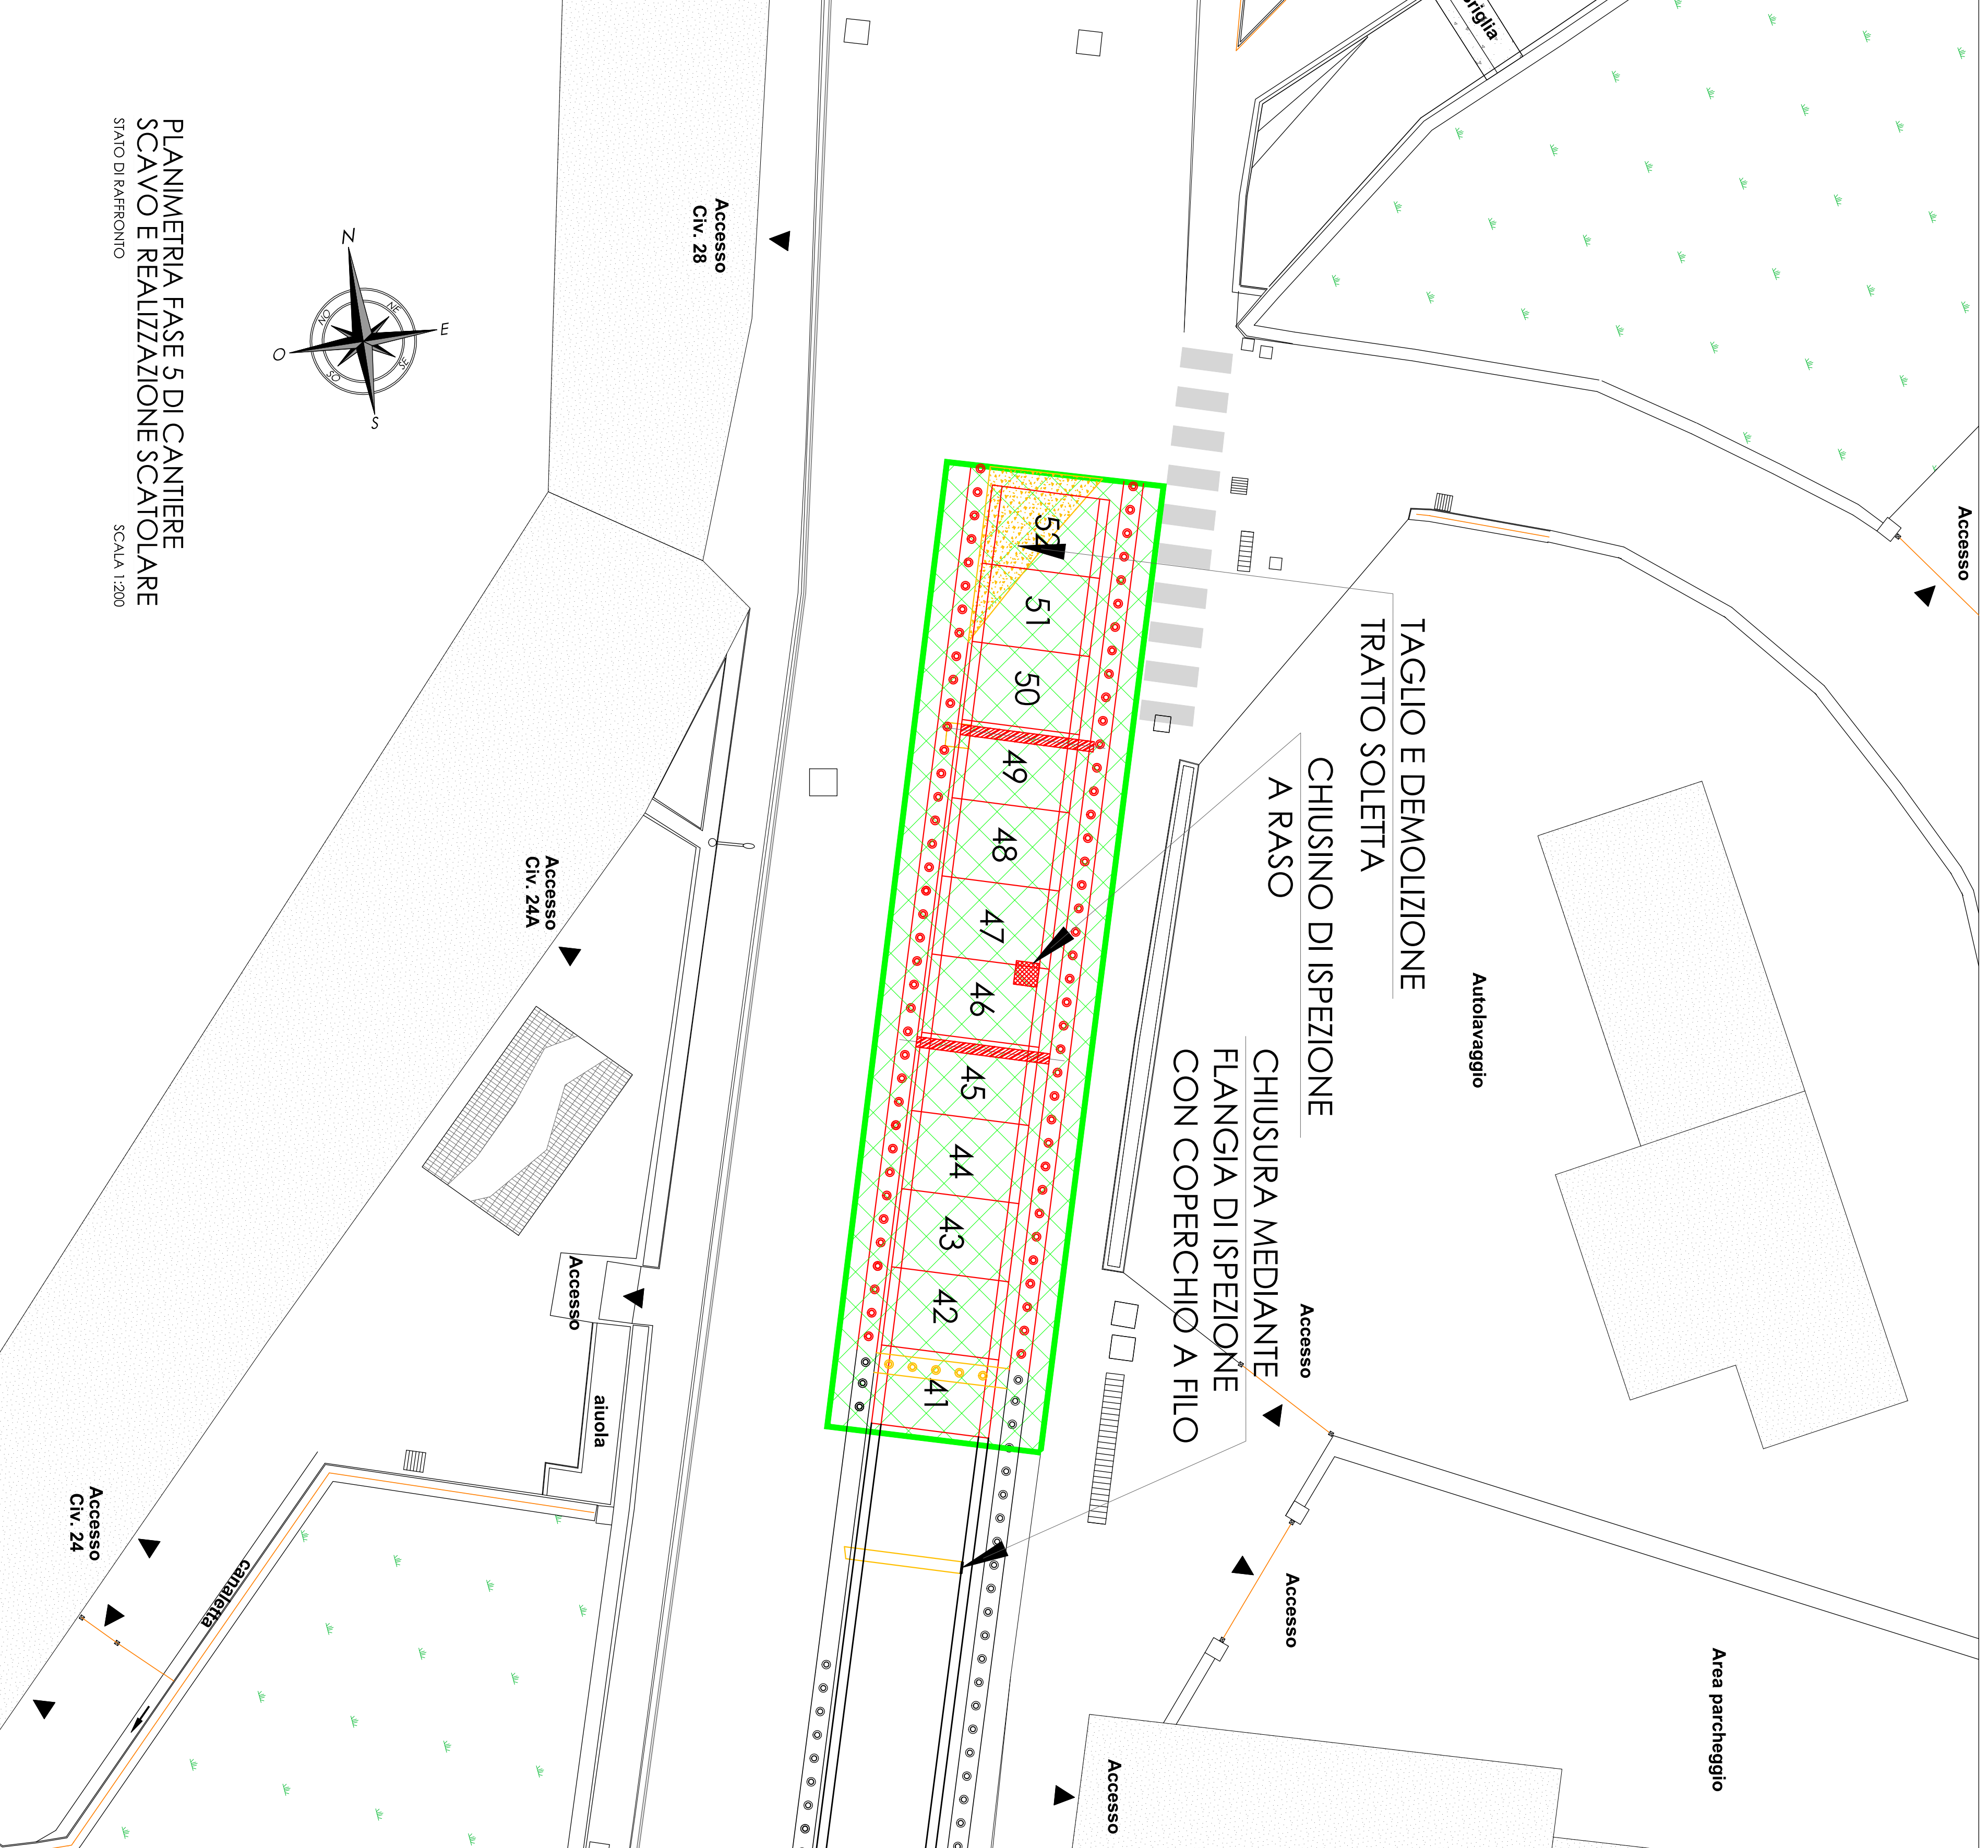 PLANIMETRIA FASE 5 DI CANTIERE
SCAVO E REALIZZAZIONE SCATOLARE
STATO DI RAFFRONTO
SCALA 1:200
N
NE
E
SE
S
SO
O
NO
Accesso
Civ. 28
Accesso
Civ. 24A
Accesso
aiuola
Accesso
Civ. 24
canaletta
52
51
50
49
48
47
46
45
44
43
42
41
TAGLIO E DEMOLIZIONE
TRATTO SOLETTA
CHIUSINO DI ISPEZIONE
A RASO
CHIUSURA MEDIANTE
FLANGIA DI ISPEZIONE
CON COPERCHIO A FILO
Autolavaggio
Accesso
Accesso
Accesso
Accesso
Area parcheggio